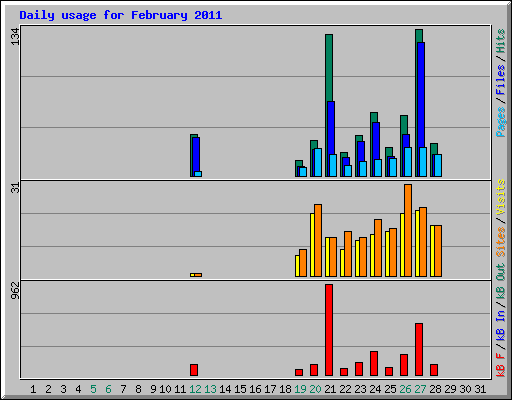 Daily usage for February 2011
134
31
962
Pages / Files / Hits
Sites / Visits
kB F / kB In / kB Out
1 2 3 4 5 6 7 8 9 10 11 12 13 14 15 16 17 18 19 20 21 22 23 24 25 26 27 28 29 30 31